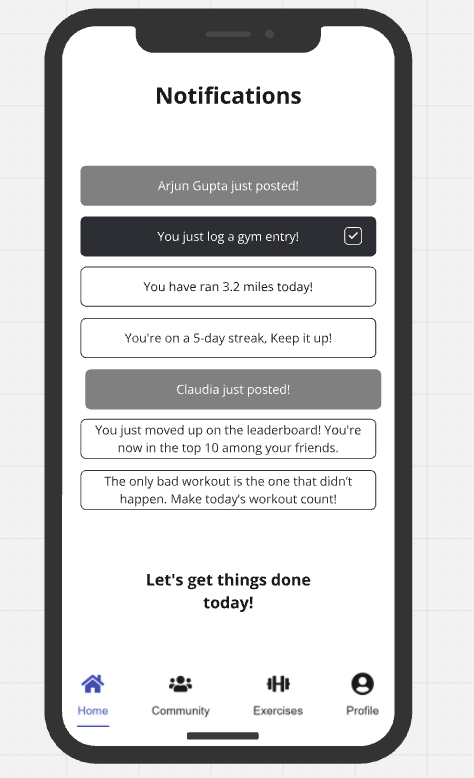 Notifications
Arjun Gupta just posted!
You just log a gym entry!
You have ran 3.2 miles today!
You're on a 5-day streak, Keep it up!
Claudia just posted!
You just moved up on the leaderboard! You're
now in the top 10 among your friends.
The only bad workout is the one that didn't
happen. Make today's workout count!
Let's get things done
today!
Home
Community
Exercises
Profile